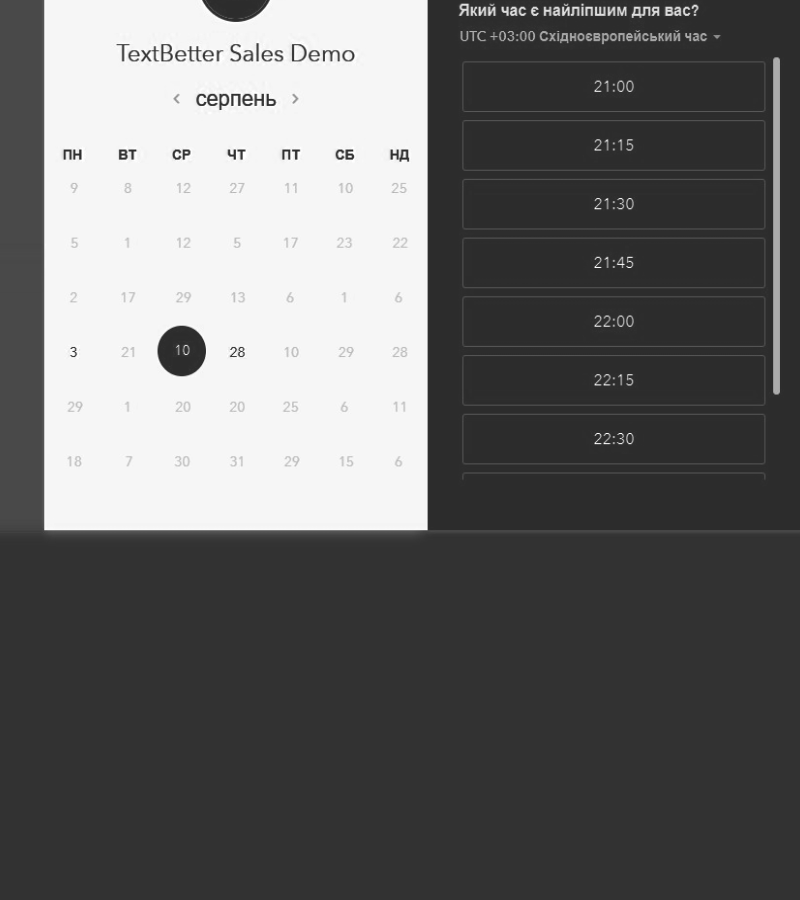 TextBetter Sales Demo
серпень
ПН ВТ СР ЧТ ПТ СБ НД
9 8 12 27 11 10 25
5 1 12 5 17 23 22
2 17 29 13 6 1 6
3 21 10 28 10 29 28
29 1 20 20 25 6 11
18 7 30 31 29 15 6
Який час є найліпшим для вас?
UTC +03:00 Східноєвропейський час
21:00
21:15
21:30
21:45
22:00
22:15
22:30